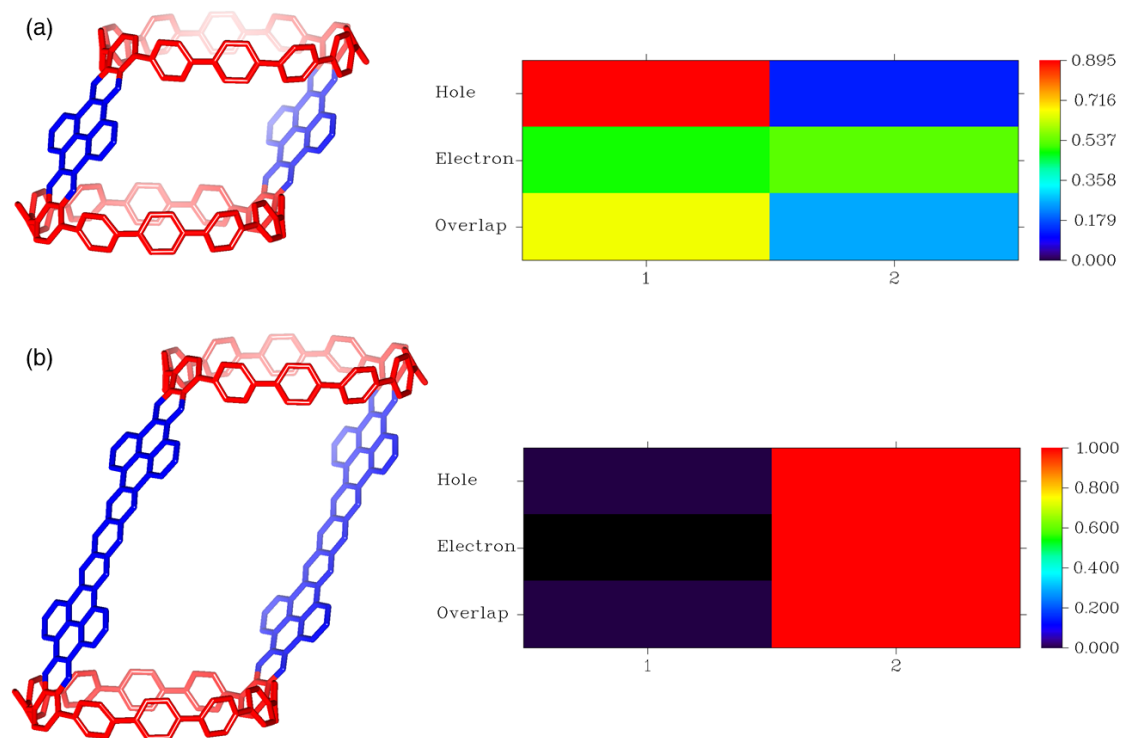 (a)
Hole
Electron
Overlap
1 2
0.895
0.716
0.537
0.358
0.179
0.000
(b)
Hole
Electron
Overlap
1 2
1.000
0.800
0.600
0.400
0.200
0.000